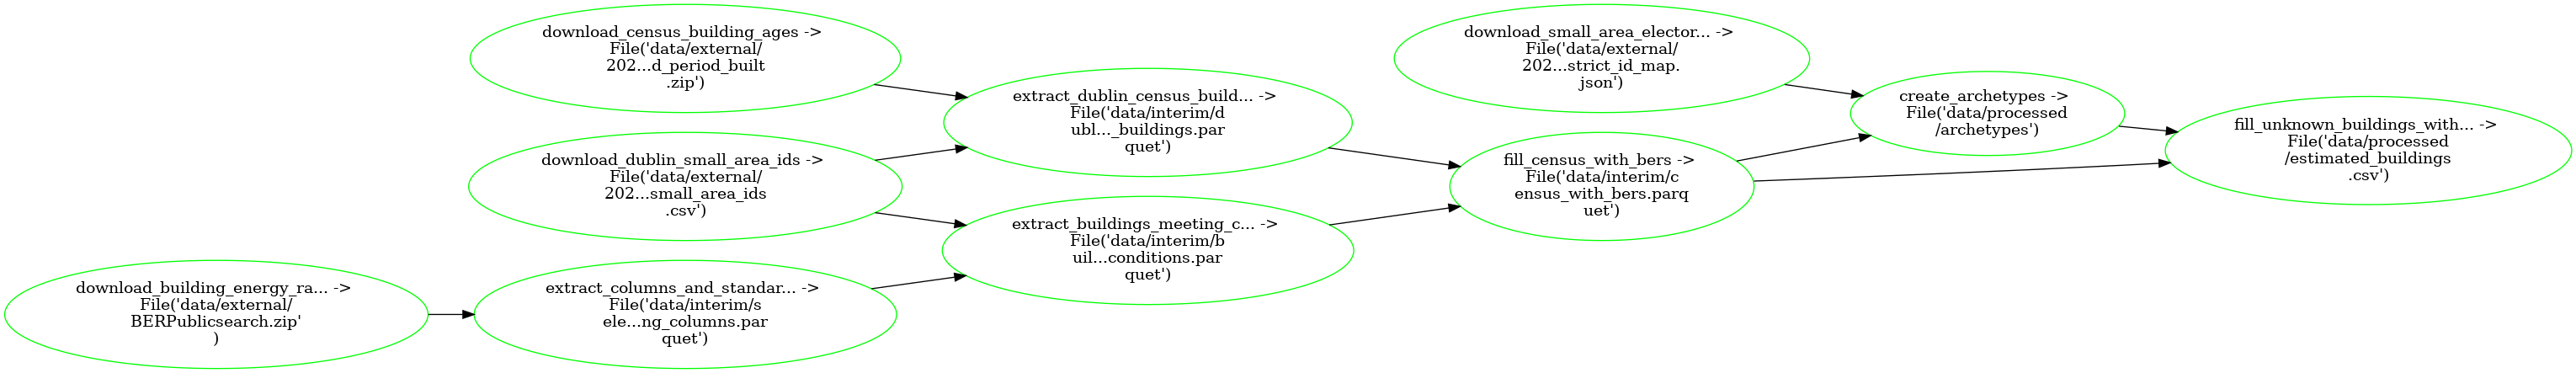 download_census_building_ages ->
File('data/external/
202...d_period_built
.zip')
download_small_area_elector... ->
File('data/external/
202...strict_id_map.
json')
extract_dublin_census_build... ->
File('data/interim/d
ubl..._buildings.par
quet')
create_archetypes ->
File('data/processed
/archetypes')
fill_unknown_buildings_with... ->
File('data/processed
/estimated_buildings
.csv')
download_dublin_small_area_ids ->
File('data/external/
202...small_area_ids
.csv')
fill_census_with_bers ->
File('data/interim/c
ensus_with_bers.parq
uet')
extract_buildings_meeting_c... ->
File('data/interim/b
uil...conditions.par
quet')
download_building_energy_ra... ->
File('data/external/
BERPublicsearch.zip'
)
extract_columns_and_standar... ->
File('data/interim/s
ele...ng_columns.par
quet')